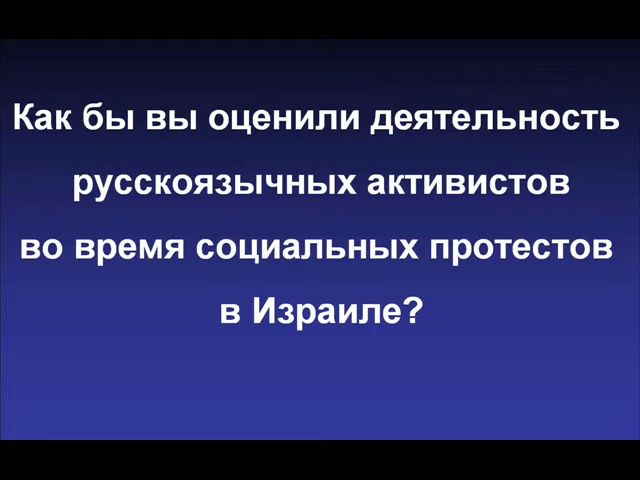 Как бы вы оценили деятельность
русскоязычных активистов
во время социальных протестов
в Израиле?